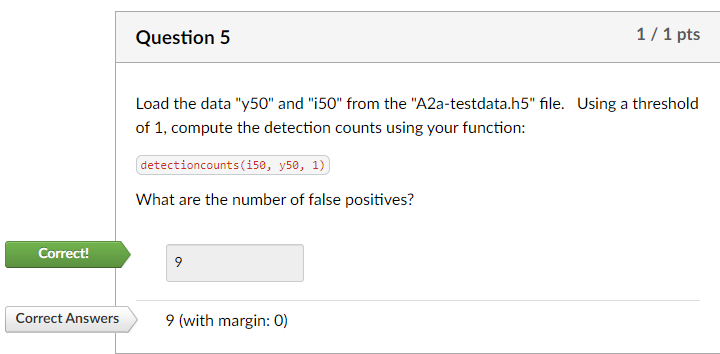 Question 5
1 / 1 pts
Load the data "y50" and "i50" from the "A2a-testdata.h5" file. Using a threshold
of 1, compute the detection counts using your function:
detectioncounts(i50, y50, 1)
What are the number of false positives?
Correct!
9
Correct Answers
9 (with margin: 0)